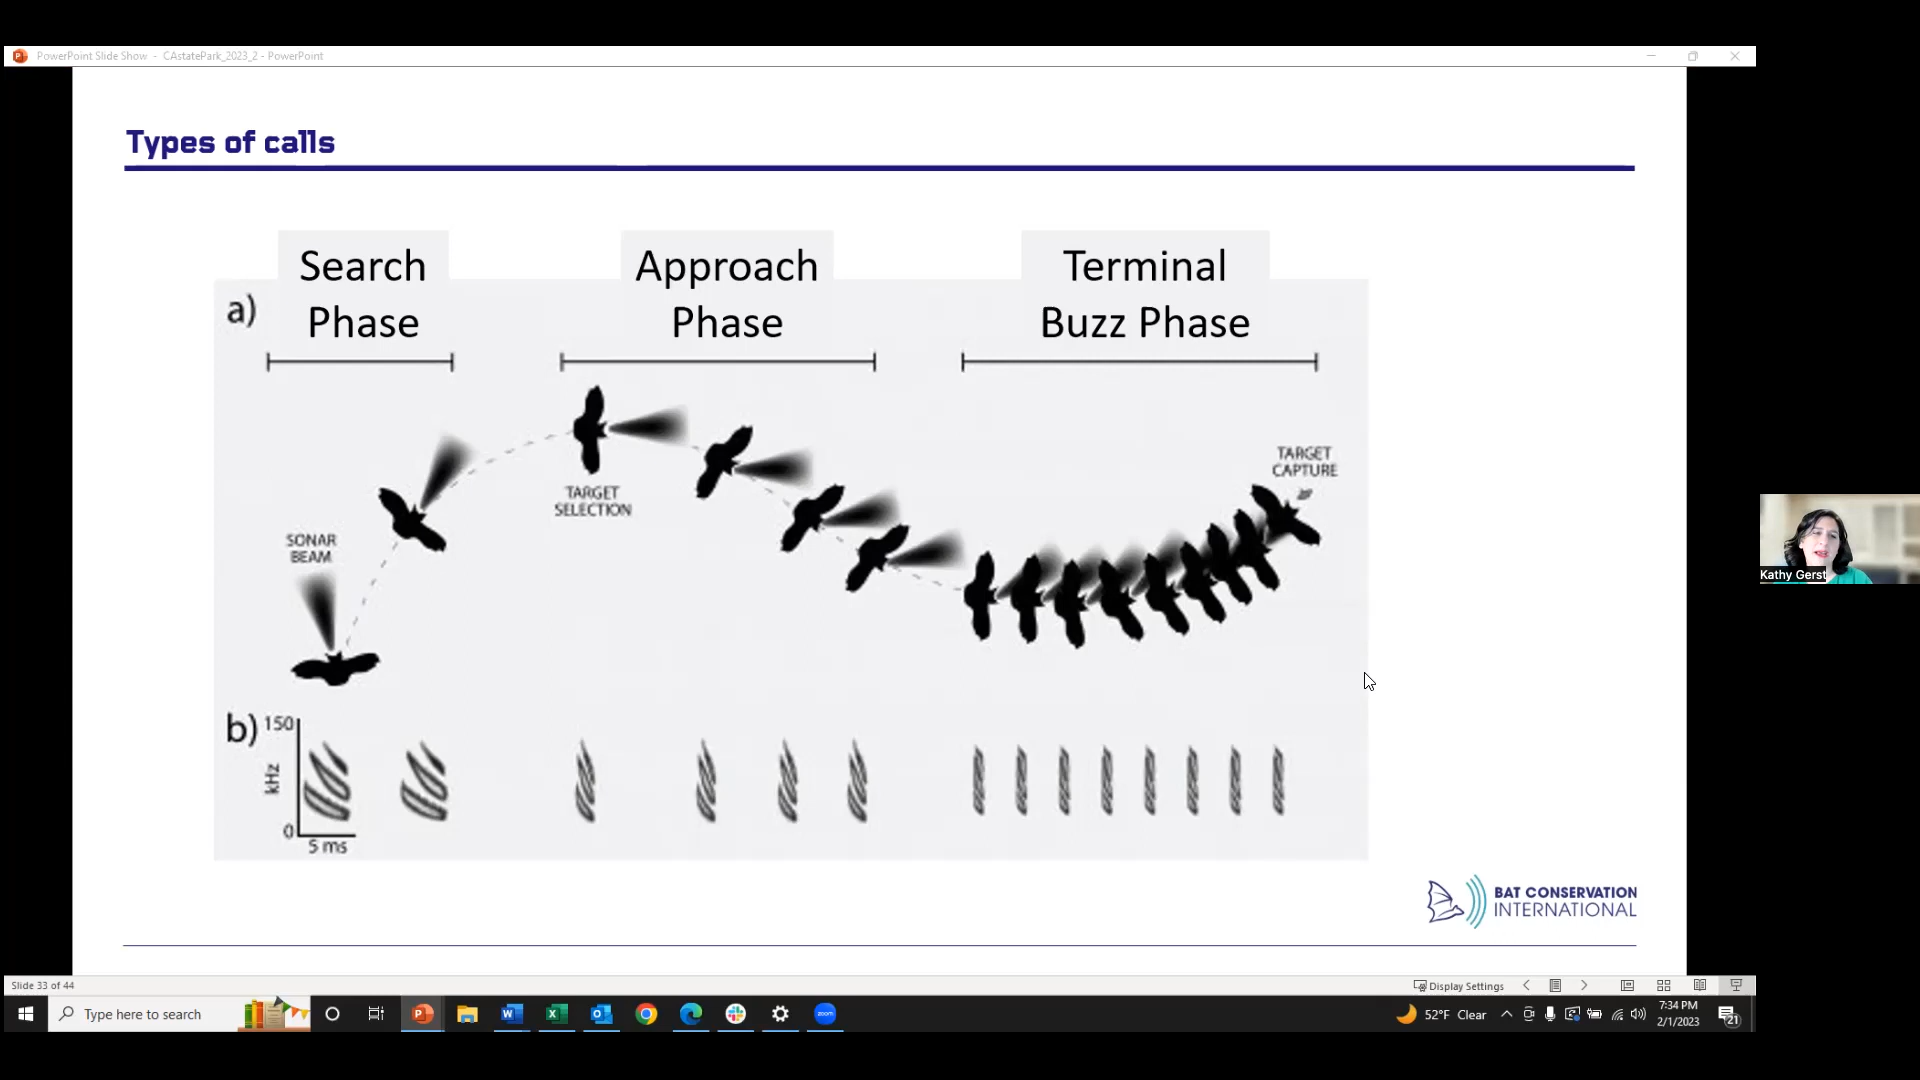 PowerPoint Slide Show - CAstatePark_2023_2 - PowerPoint
Types of calls
Search
Phase
Approach
Phase
Terminal
Buzz Phase
a)
TARGET
CAPTURE
TARGET
SELECTION
SONAR
BEAM
Kathy Gerst
b)
150
kHz
0
5 ms
BAT CONSERVATION
INTERNATIONAL
Slide 33 of 44
Display Settings
Type here to search
zoom
52°F Clear
7:34 PM
2/1/2023
21